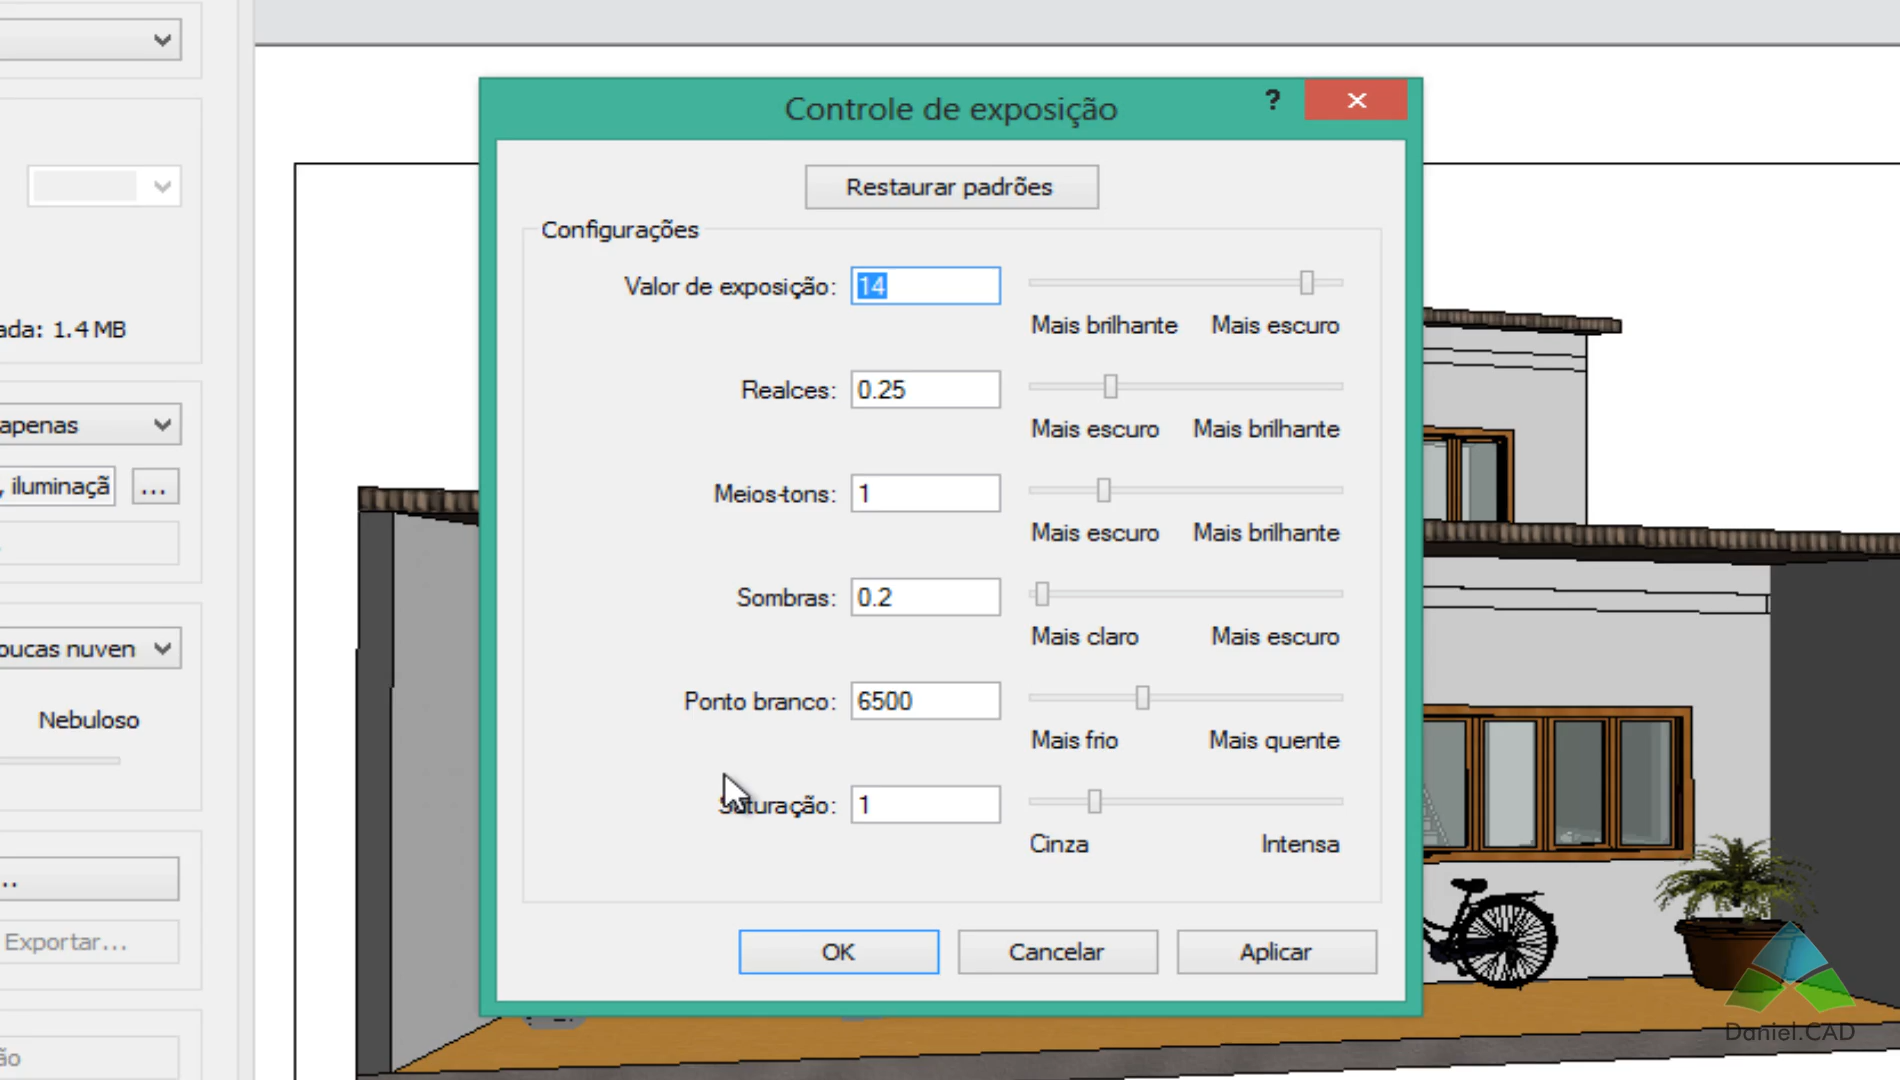 Controle de exposição
?
Restaurar padrões
Configurações
Valor de exposição: 14
Mais brilhante Mais escuro
Realces: 0.25
Mais escuro Mais brilhante
Meios-tons: 1
Mais escuro Mais brilhante
Sombras: 0.2
Mais claro Mais escuro
Ponto branco: 6500
Mais frio Mais quente
Saturação: 1
Cinza Intensa
OK Cancelar Aplicar
ada: 1.4 MB
apenas
, iluminaçã
...
oucas nuven
Nebuloso
..
Exportar...
ão
Daniel.CAD